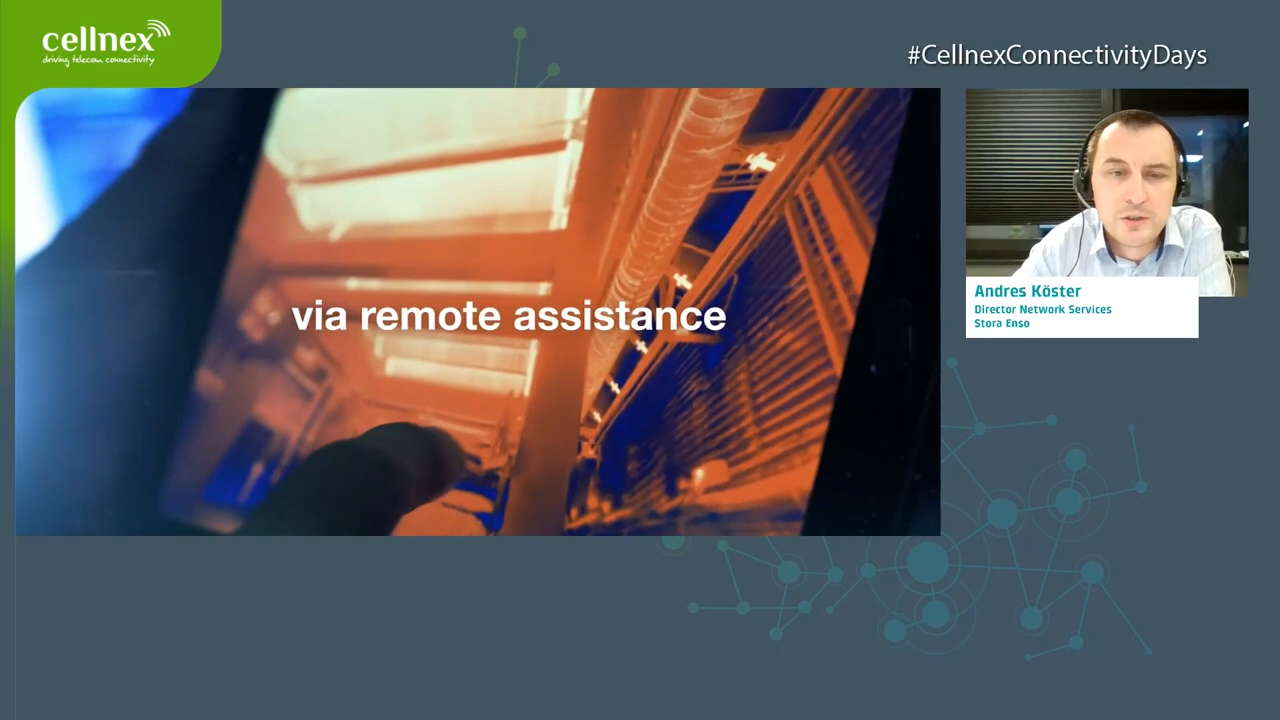 cellnex
driving telecom connectivity
#CellnexConnectivityDays
via remote assistance
Andres Köster
Director Network Services
Stora Enso